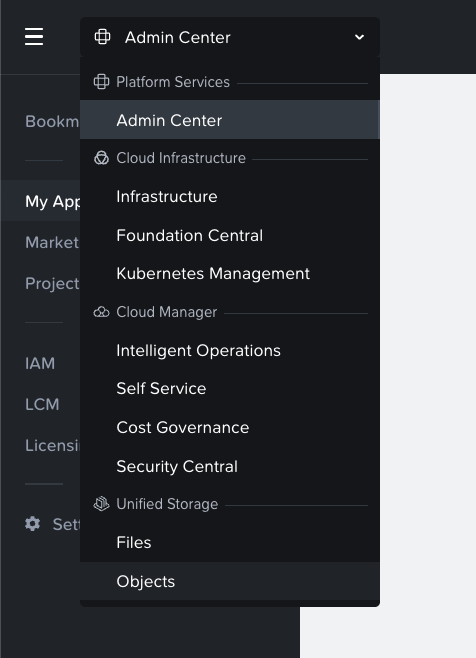 Admin Center
Platform Services
Bookm
Admin Center
Cloud Infrastructure
My App
Infrastructure
Market
Foundation Central
Project
Kubernetes Management
Cloud Manager
IAM
Intelligent Operations
LCM
Self Service
Licensi
Cost Governance
Security Central
Unified Storage
Sett
Files
Objects